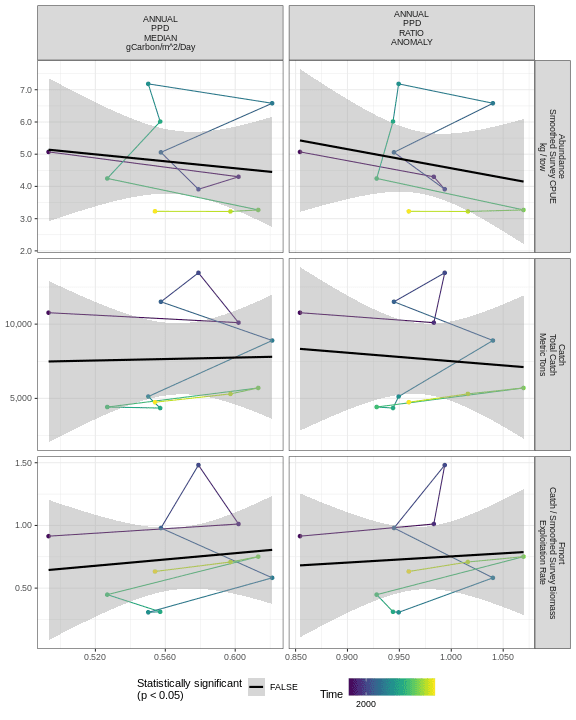 ANNUAL
PPD
MEDIAN
gCarbon/m^2/Day
ANNUAL
PPD
RATIO
ANOMALY
7.0
6.0
5.0
4.0
3.0
2.0
Abundance
Smoothed Survey CPUE
kg / tow
10,000
5,000
Catch
Total Catch
Metric Tons
1.50
1.00
0.50
Fmort
Catch / Smoothed Survey Biomass
Exploitation Rate
0.520
0.560
0.600
0.850
0.900
0.950
1.000
1.050
Statistically significant
(p < 0.05)
FALSE
Time
2000